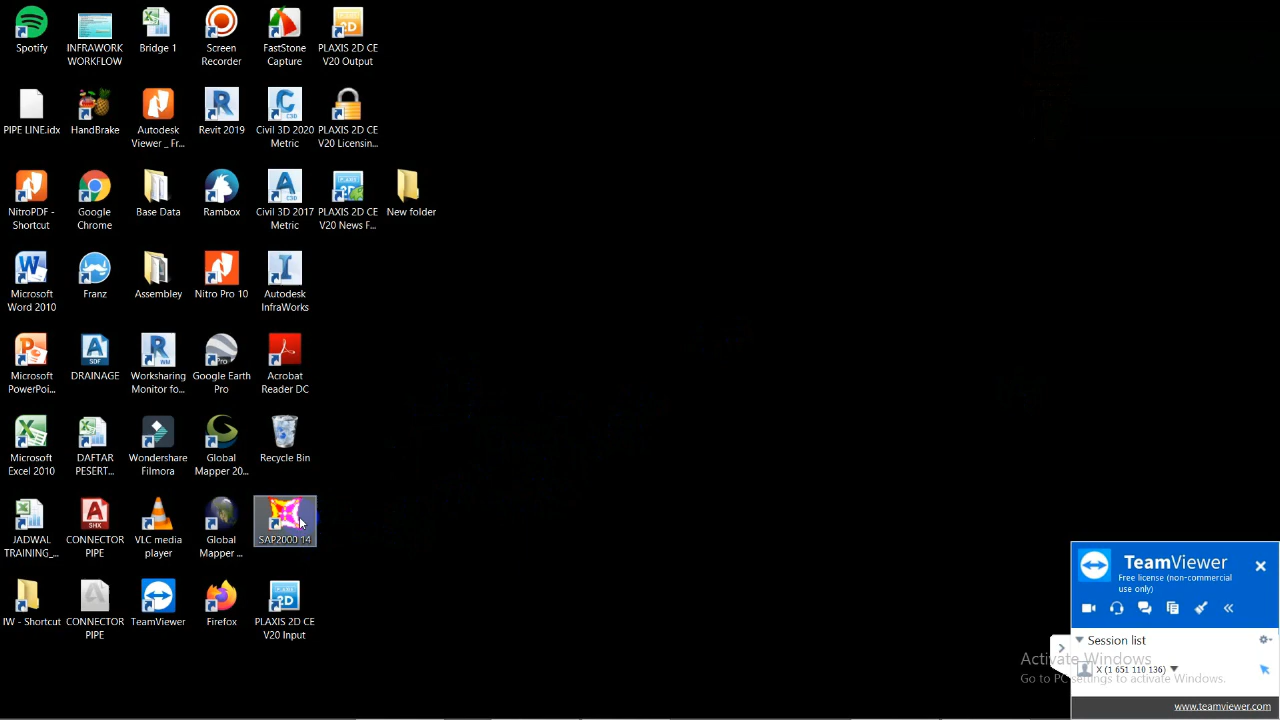 Spotify
INFRAWORK
WORKFLOW
Bridge 1
Screen
Recorder
FastStone
Capture
PLAXIS 2D CE
V20 Output
PIPE LINE.idx
HandBrake
Autodesk
Viewer _ Fr...
Revit 2019
Civil 3D 2020
Metric
PLAXIS 2D CE
V20 Licensin...
NitroPDF -
Shortcut
Google
Chrome
Base Data
Rambox
Civil 3D 2017
Metric
PLAXIS 2D CE
V20 News F...
New folder
Microsoft
Word 2010
Franz
Assembley
Nitro Pro 10
Autodesk
InfraWorks
Microsoft
PowerPoi...
DRAINAGE
Worksharing
Monitor fo...
Google Earth
Pro
Acrobat
Reader DC
Microsoft
Excel 2010
DAFTAR
PESERT...
Wondershare
Filmora
Global
Mapper 20...
Recycle Bin
JADWAL
TRAINING_...
CONNECTOR
PIPE
VLC media
player
Global
Mapper ...
SAP2000 14
IW - Shortcut
CONNECTOR
PIPE
TeamViewer
Firefox
PLAXIS 2D CE
V20 Input
TeamViewer
Free license (non-commercial
use only)
Session list
Activate Windows
X (1 651 110 136)
Go to PC settings to activate Windows.
www.teamviewer.com